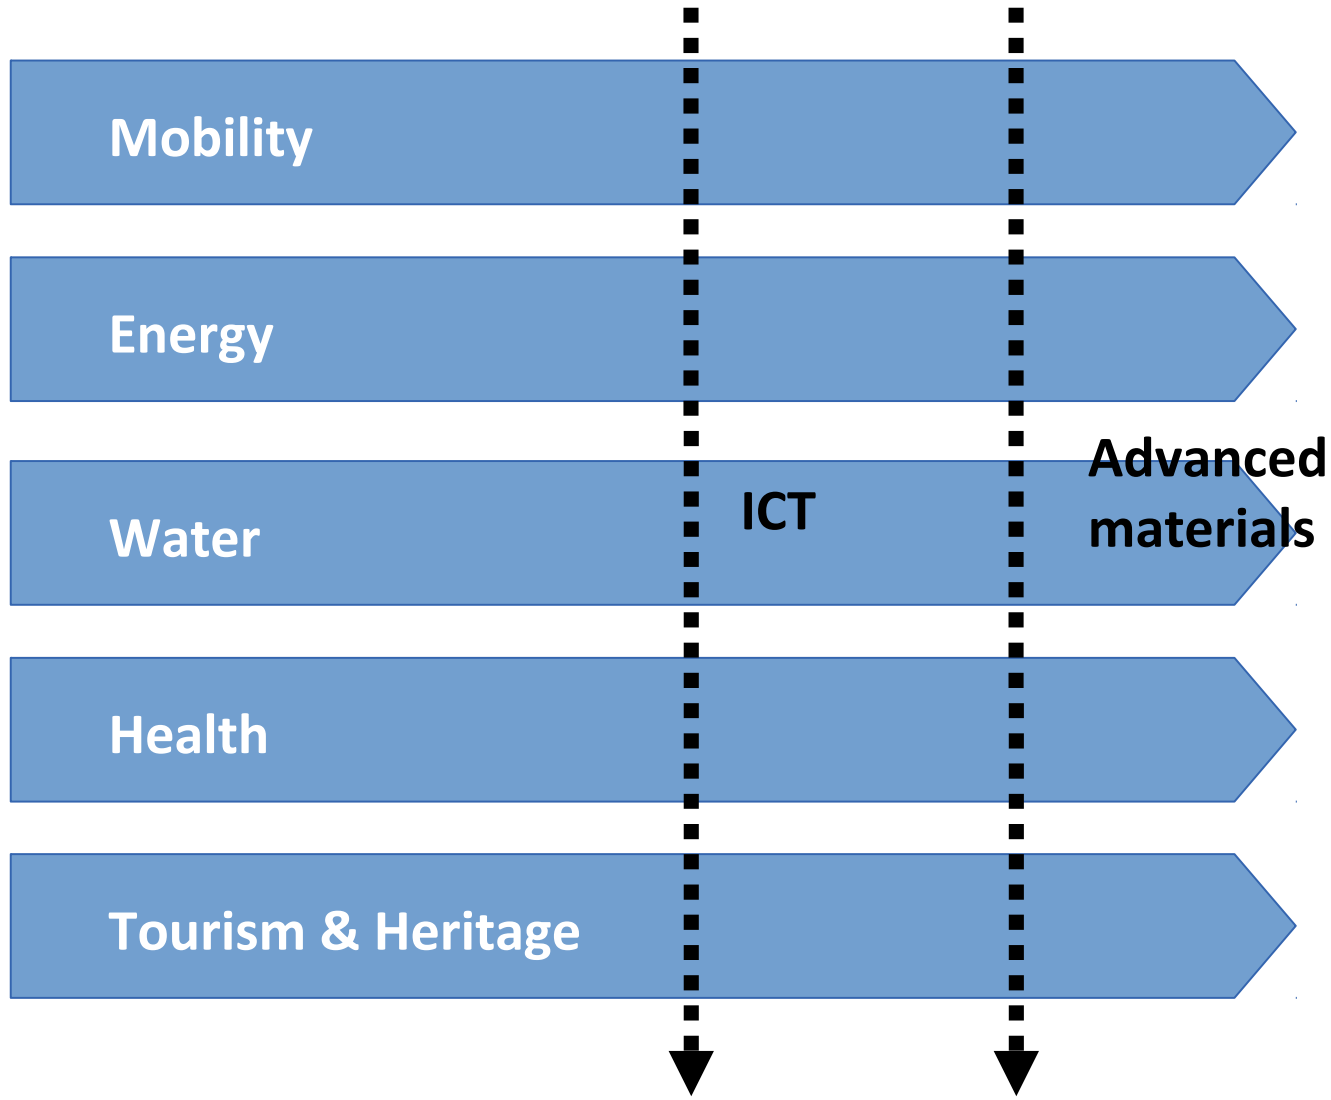 Mobility
Energy
Water
ICT
Advanced
materials
Health
Tourism & Heritage